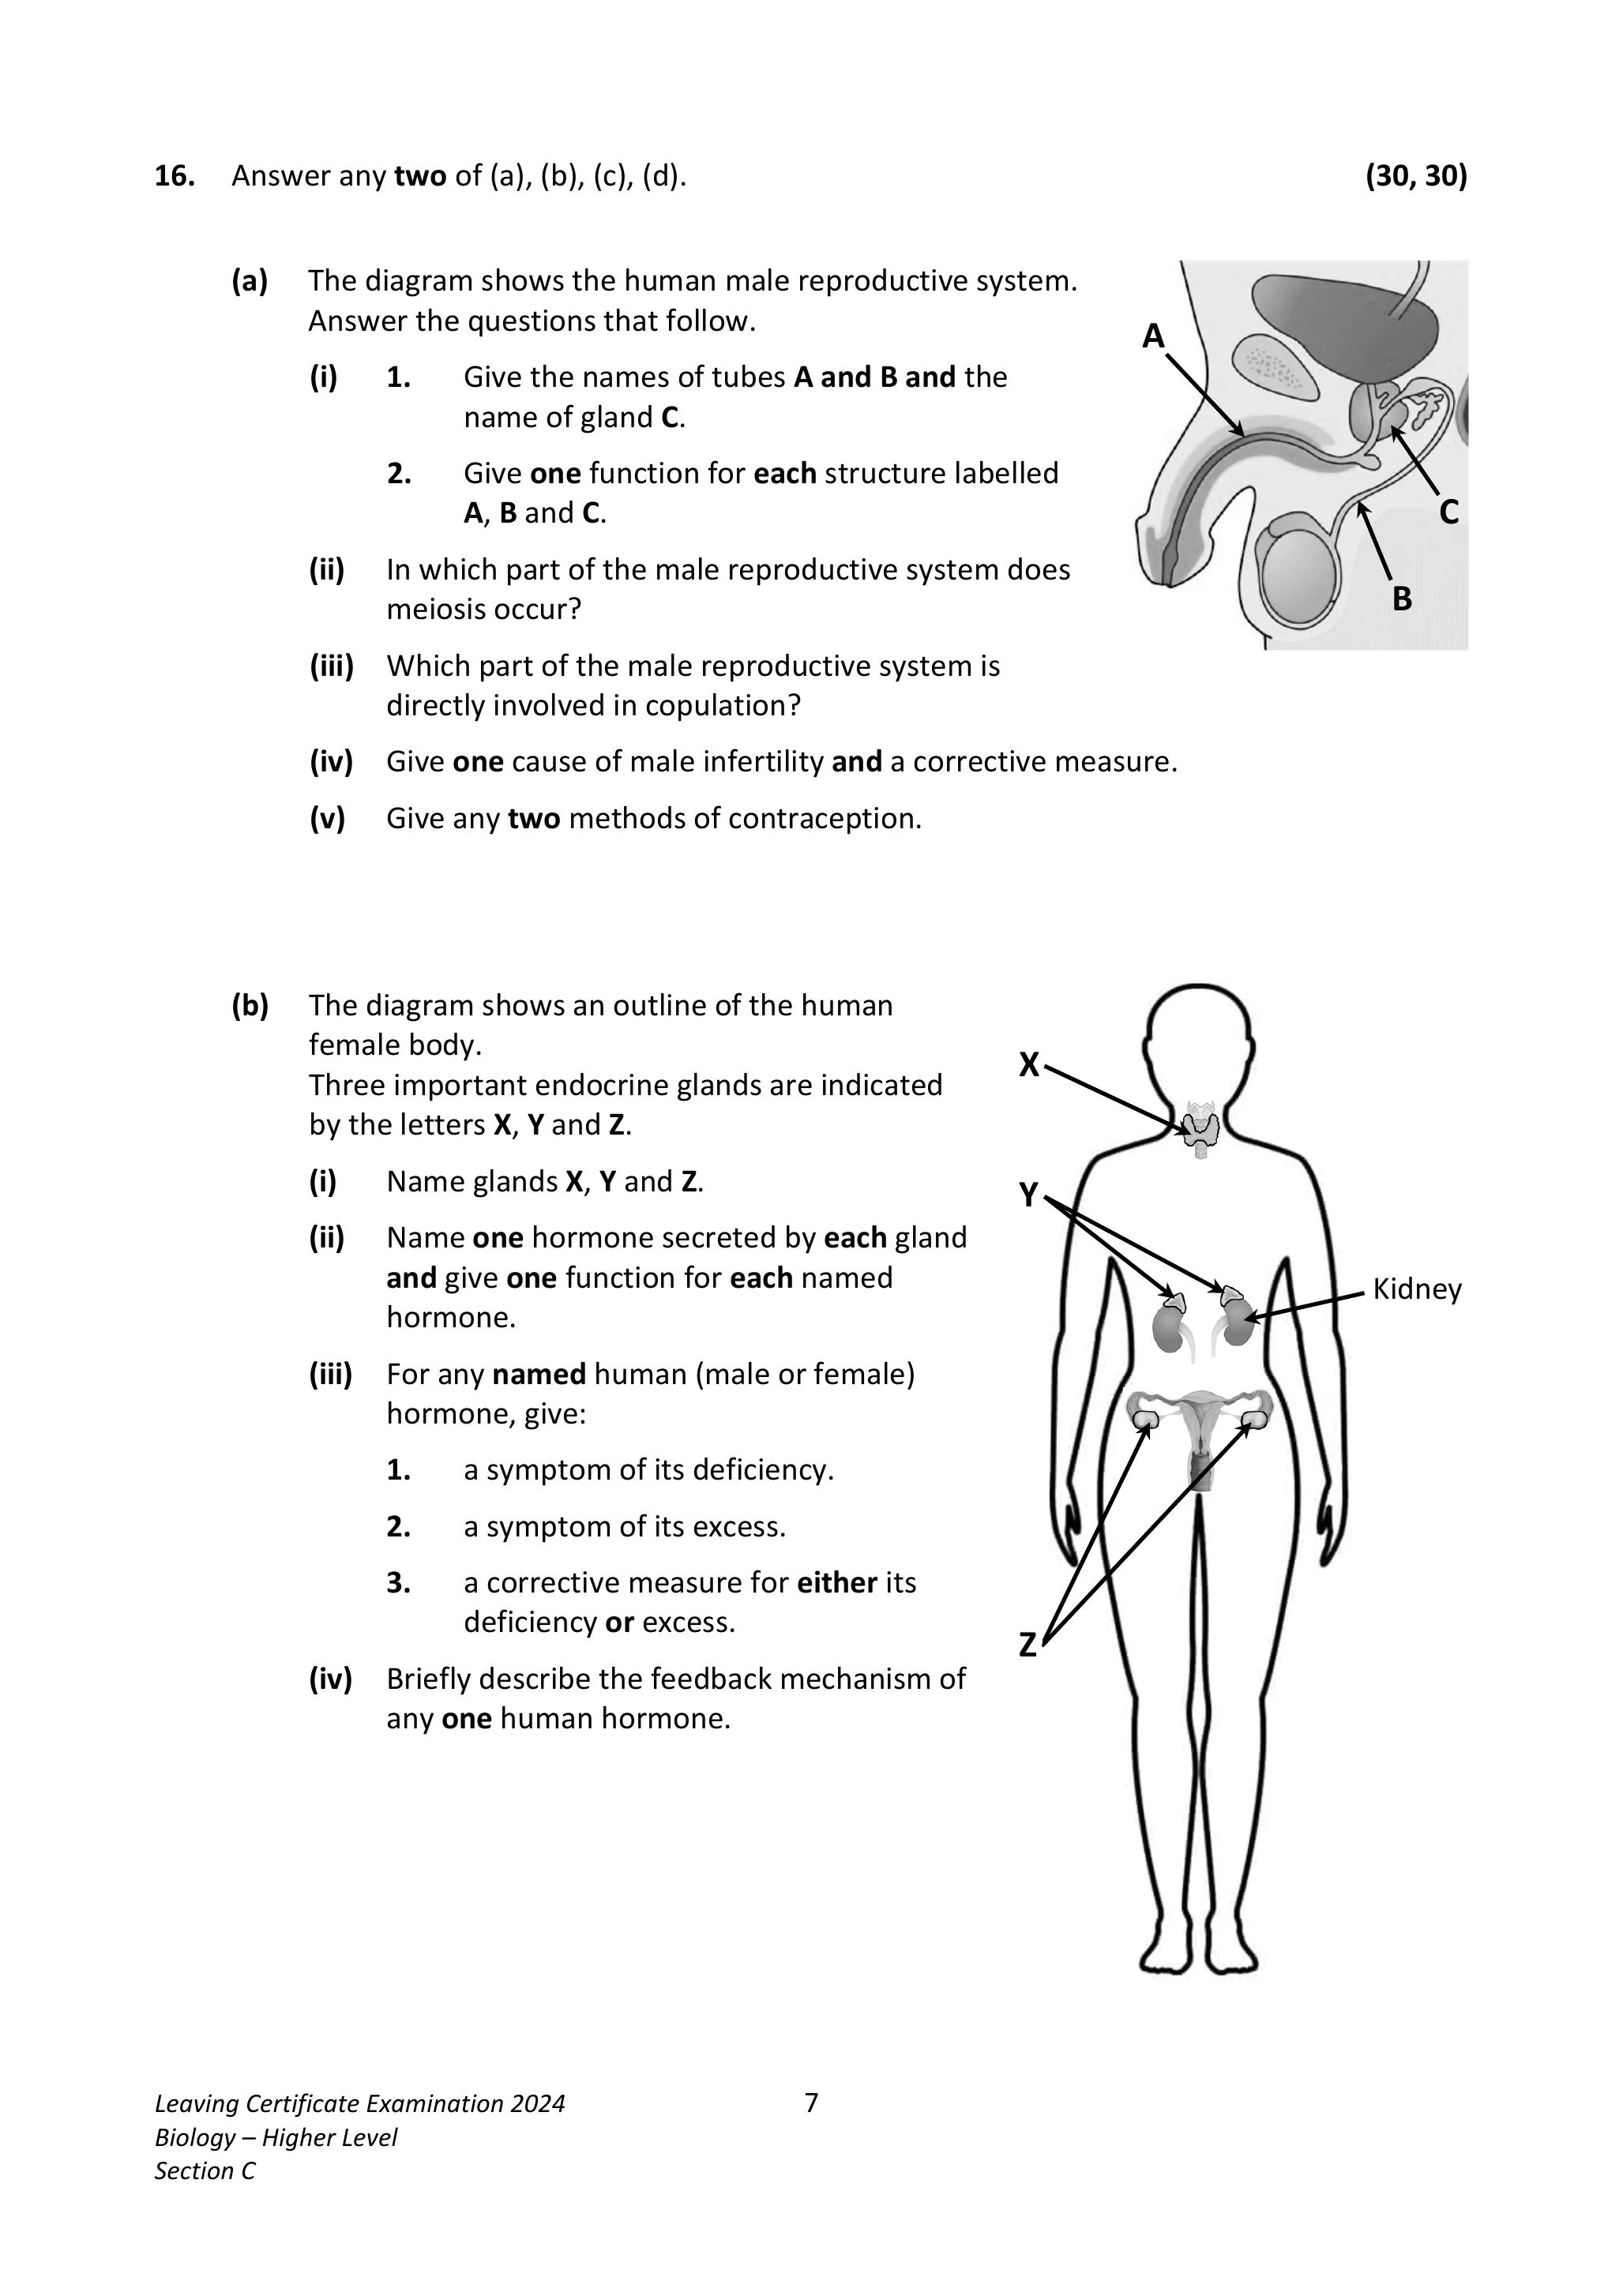 16. Answer any two of (a), (b), (c), (d). (30, 30)
(a) The diagram shows the human male reproductive system.
Answer the questions that follow.
(i) 1. Give the names of tubes A and B and the
name of gland C.
2. Give one function for each structure labelled
A, B and C.
(ii) In which part of the male reproductive system does
meiosis occur?
(iii) Which part of the male reproductive system is
directly involved in copulation?
(iv) Give one cause of male infertility and a corrective measure.
(v) Give any two methods of contraception.
A
C
B
(b) The diagram shows an outline of the human
female body.
Three important endocrine glands are indicated
by the letters X, Y and Z.
(i) Name glands X, Y and Z.
(ii) Name one hormone secreted by each gland
and give one function for each named
hormone.
(iii) For any named human (male or female)
hormone, give:
1. a symptom of its deficiency.
2. a symptom of its excess.
3. a corrective measure for either its
deficiency or excess.
(iv) Briefly describe the feedback mechanism of
any one human hormone.
X
Y
Kidney
Z
Leaving Certificate Examination 2024 7
Biology – Higher Level
Section C